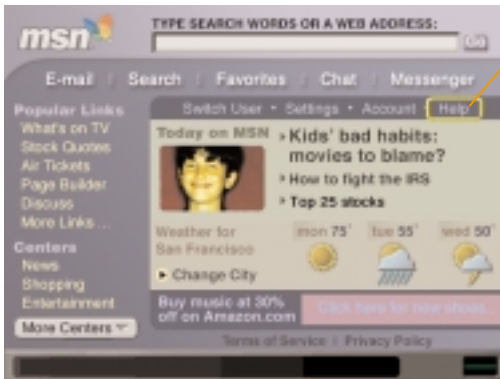 msn
TYPE SEARCH WORDS OR A WEB ADDRESS:
Go
E-mail | Search | Favorites | Chat | Messenger
Switch User • Settings • Account • Help
Popular Links
What's on TV
Stock Quotes
Air Tickets
Page Builder
Discuss
More Links ...
Centers
News
Shopping
Entertainment
More Centers
Today on MSN
Kids' bad habits:
movies to blame?
How to fight the IRS
Top 25 stocks
Weather for
San Francisco
Change City
mon 75°
tue 55°
wed 50°
Buy music at 30%
off on Amazon.com
Click here for new shoes...
Terms of Service | Privacy Policy